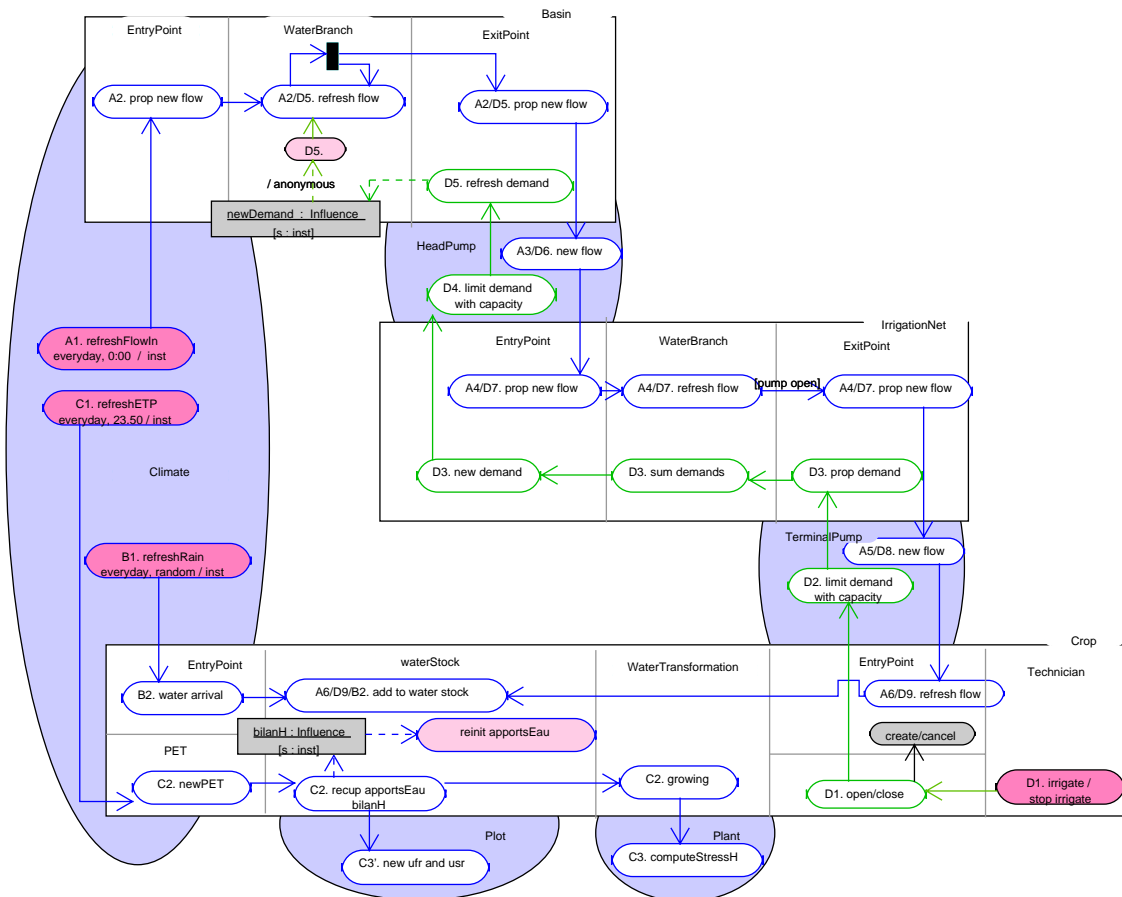 Basin
EntryPoint
WaterBranch
ExitPoint
A2. prop new flow
A2/D5. refresh flow
A2/D5. prop new flow
D5.
/ anonymous
D5. refresh demand
newDemand : Influence
[s : inst]
HeadPump
A3/D6. new flow
D4. limit demand
with capacity
A1. refreshFlowIn
everyday, 0:00 / inst
IrrigationNet
EntryPoint
WaterBranch
ExitPoint
C1. refreshETP
everyday, 23.50 / inst
A4/D7. prop new flow
A4/D7. refresh flow
[pump open]
A4/D7. prop new flow
Climate
D3. new demand
D3. sum demands
D3. prop demand
TerminalPump
B1. refreshRain
everyday, random / inst
A5/D8. new flow
D2. limit demand
with capacity
Crop
EntryPoint
waterStock
WaterTransformation
EntryPoint
Technician
B2. water arrival
A6/D9/B2. add to water stock
A6/D9. refresh flow
bilanH : Influence
[s : inst]
reinit apportsEau
create/cancel
PET
C2. newPET
C2. recup apportsEau
bilanH
C2. growing
D1. open/close
D1. irrigate /
stop irrigate
Plot
Plant
C3'. new ufr and usr
C3. computeStressH